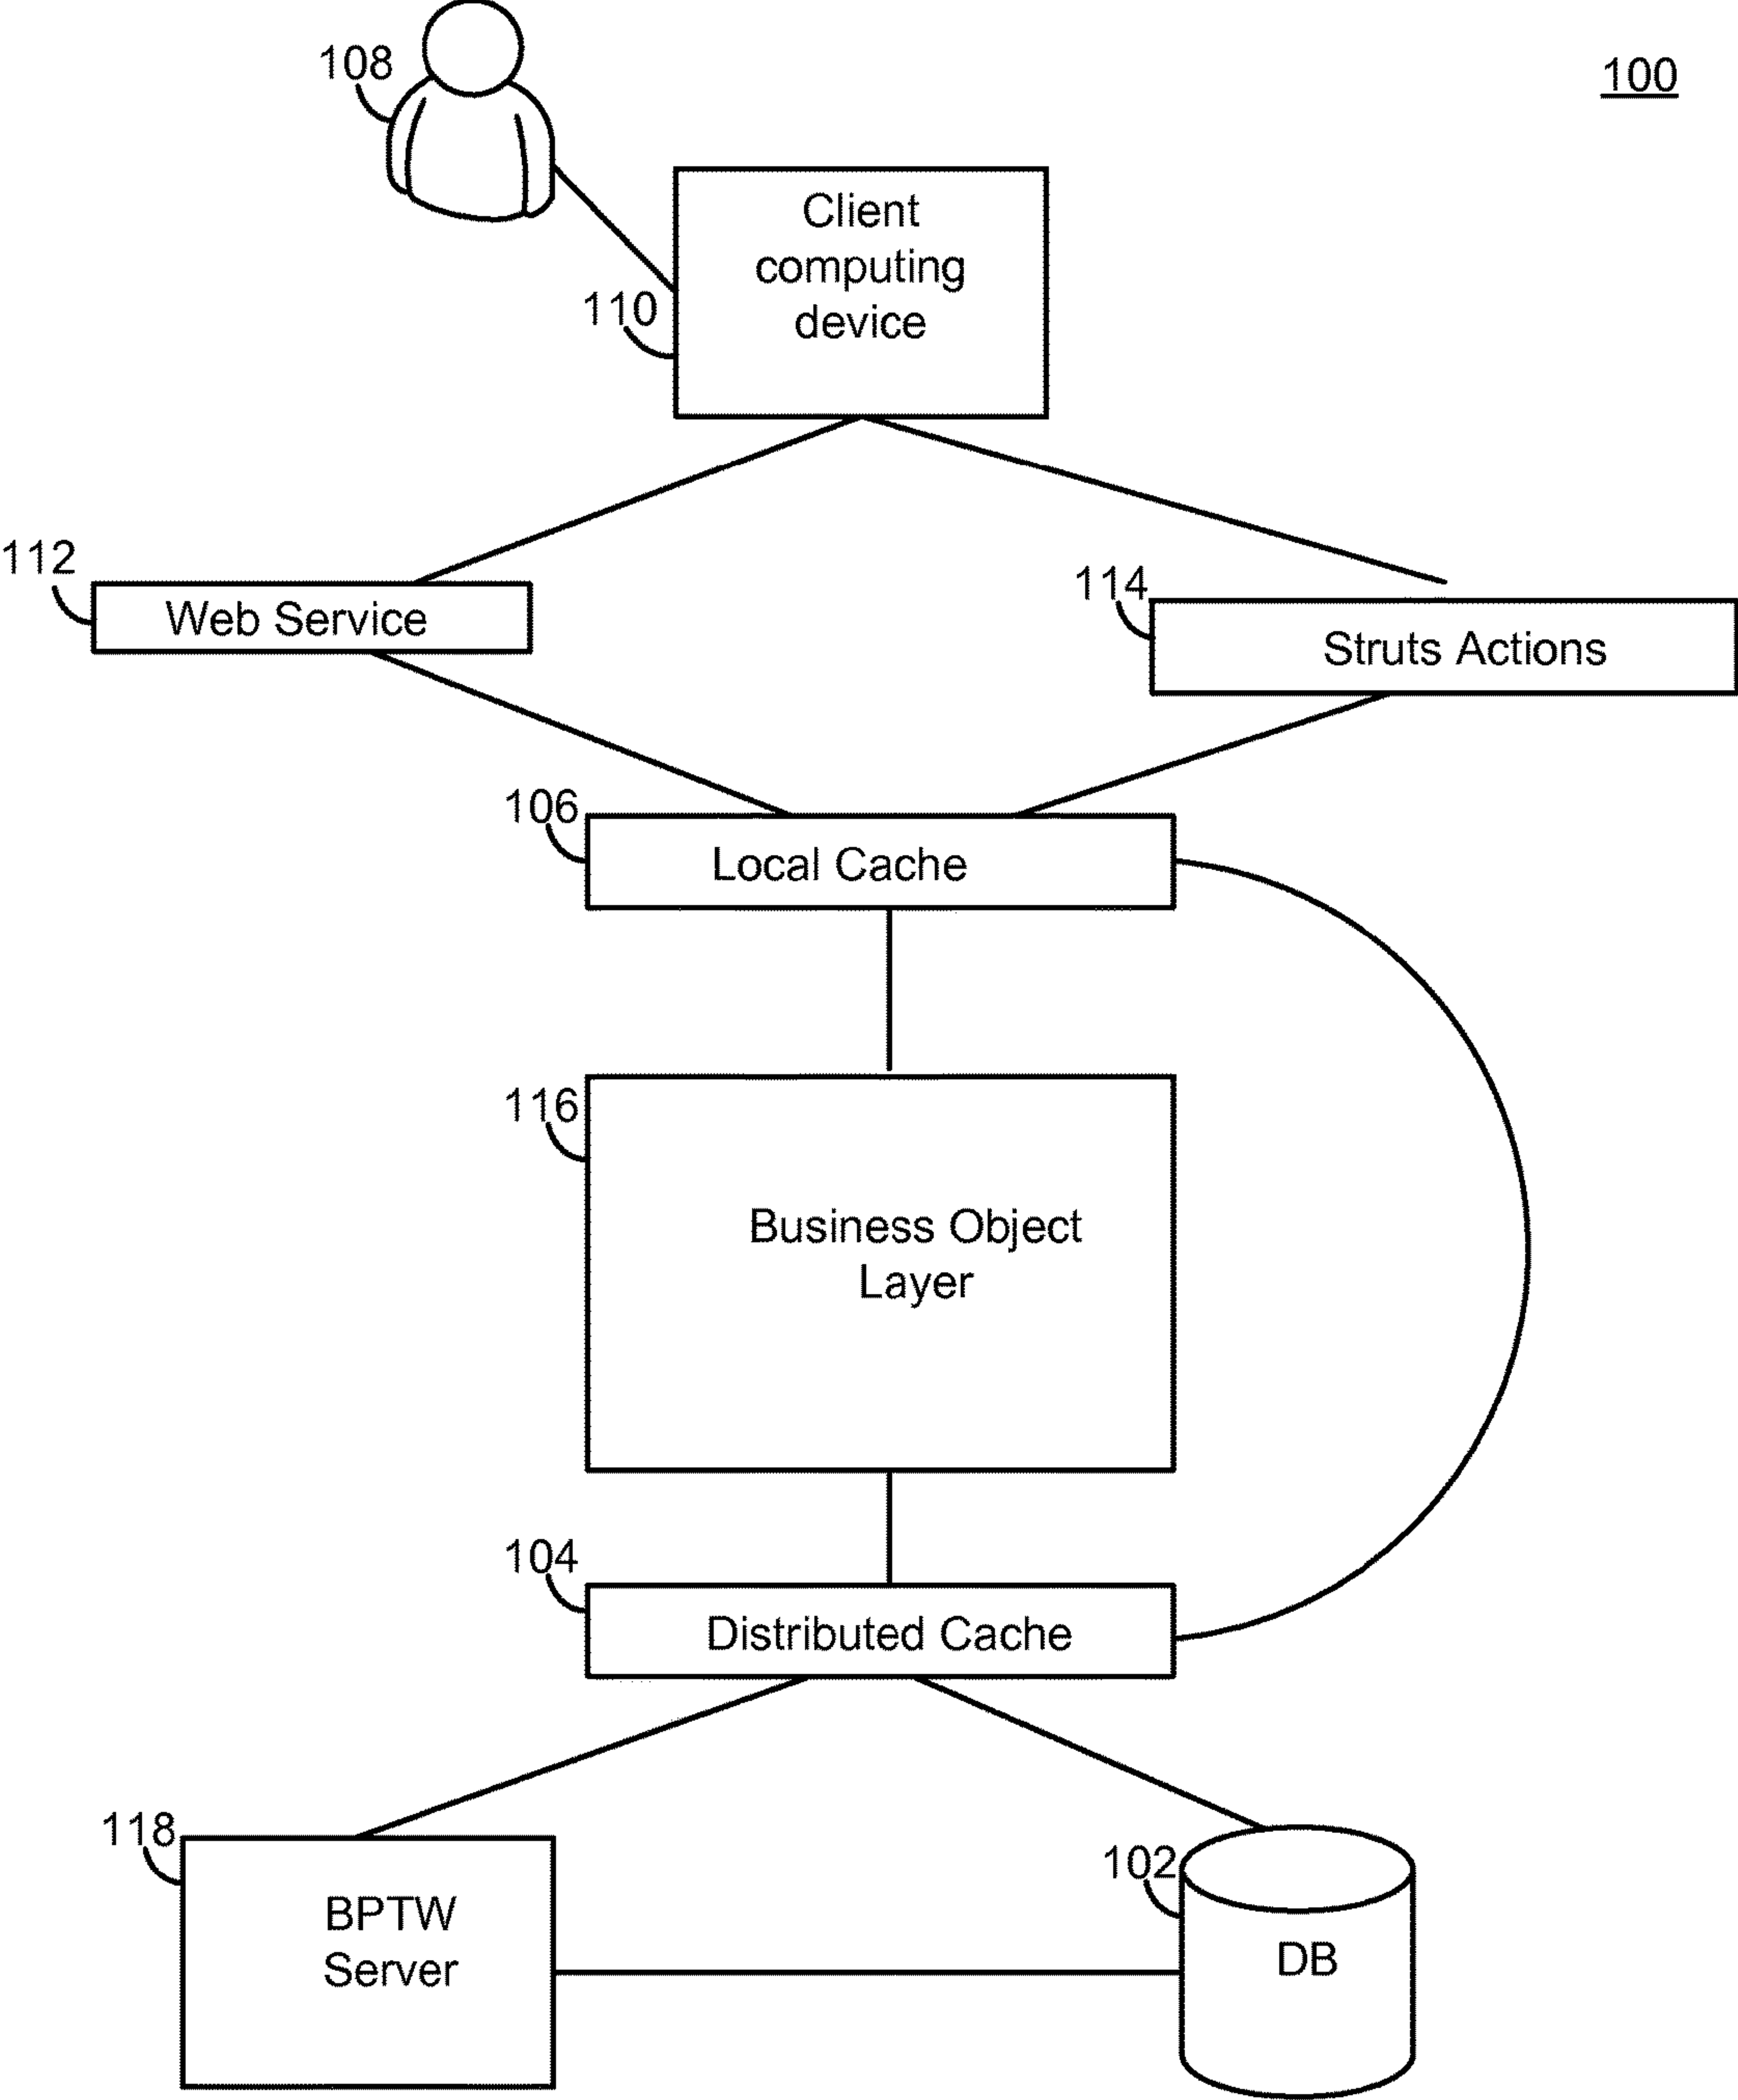 108
100
Client
computing
device
110
112
Web Service
114
Struts Actions
106
Local Cache
116
Business Object
Layer
104
Distributed Cache
118
BPTW
Server
102
DB